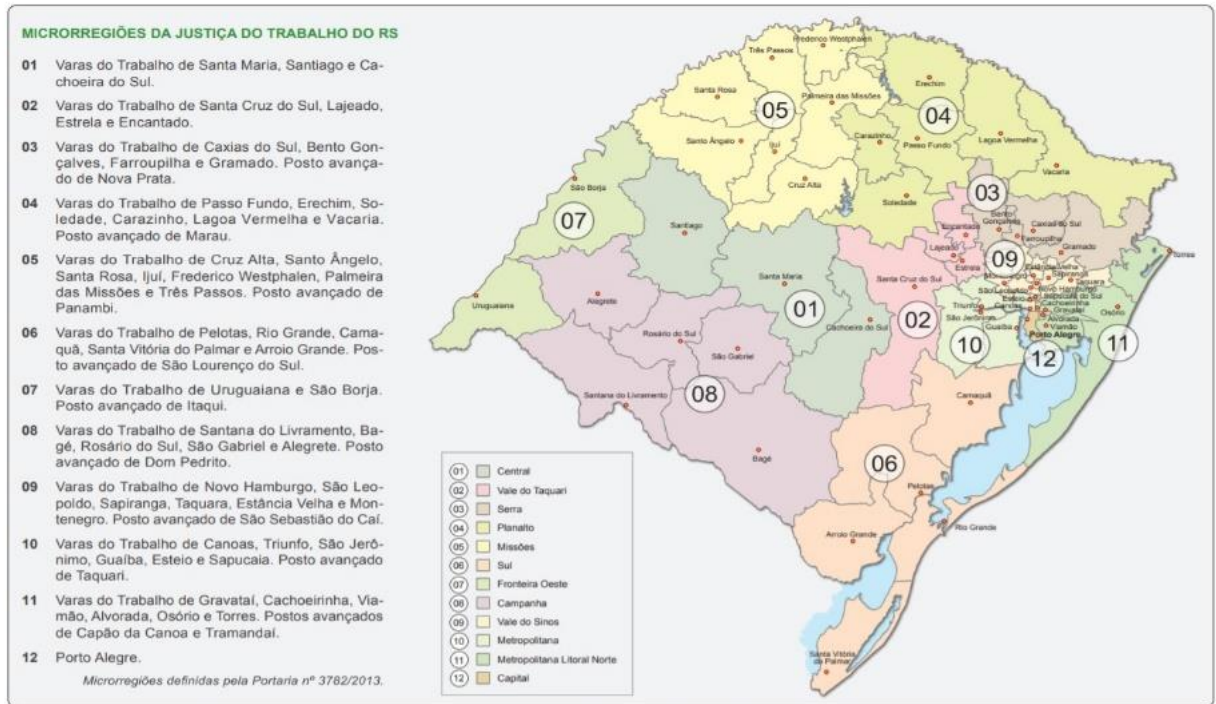 MICRORREGIÕES DA JUSTIÇA DO TRABALHO DO RS
01 Varas do Trabalho de Santa Maria, Santiago e Ca-
choeira do Sul.
02 Varas do Trabalho de Santa Cruz do Sul, Lajeado,
Estrela e Encantado.
03 Varas do Trabalho de Caxias do Sul, Bento Gon-
çalves, Farroupilha e Gramado. Posto avança-
do de Nova Prata.
04 Varas do Trabalho de Passo Fundo, Erechim, So-
ledade, Carazinho, Lagoa Vermelha e Vacaria.
Posto avançado de Marau.
05 Varas do Trabalho de Cruz Alta, Santo Ângelo,
Santa Rosa, Ijuí, Frederico Westphalen, Palmeira
das Missões e Três Passos. Posto avançado de
Panambi.
06 Varas do Trabalho de Pelotas, Rio Grande, Cama-
quã, Santa Vitória do Palmar e Arroio Grande. Pos-
to avançado de São Lourenço do Sul.
07 Varas do Trabalho de Uruguaiana e São Borja.
Posto avançado de Itaqui.
08 Varas do Trabalho de Santana do Livramento, Ba-
gé, Rosário do Sul, São Gabriel e Alegrete. Posto
avançado de Dom Pedrito.
09 Varas do Trabalho de Novo Hamburgo, São Leo-
poldo, Sapiranga, Taquara, Estância Velha e Mon-
tenegro. Posto avançado de São Sebastião do Caí.
10 Varas do Trabalho de Canoas, Triunfo, São Jerô-
nimo, Guaíba, Esteio e Sapucaia. Posto avançado
de Taquari.
11 Varas do Trabalho de Gravataí, Cachoeirinha, Via-
mão, Alvorada, Osório e Torres. Postos avançados
de Capão da Canoa e Tramandaí.
12 Porto Alegre.
Microrregiões definidas pela Portaria nº 3782/2013.
Frederico Westphalen
Três Passos
Santa Rosa
05
Palmeira das Missões
Erechim
04
Santo Ângelo
Ijuí
Carazinho
Passo Fundo
Lagoa Vermelha
Vacaria
Cruz Alta
São Borja
07
Soledade
03
Santiago
Bento
Gonçalves
Caxias do Sul
Encantado
Farroupilha
Gramado
Lajeado
Estrela
09
Torres
Santa Maria
01
Santa Cruz do Sul
Velha
Sapiranga
Taquara
São Leopoldo
Novo Hamburgo
Uruguaiana
Alegrete
Cachoeira do Sul
02
Triunfo
Esteio
Canoas
Cachoeirinha
Gravataí
Osório
São Jerônimo
Alvorada
Guaíba
Viamão
Rosário do Sul
São Gabriel
10
Porto Alegre
12
11
Santana do Livramento
08
Camaquã
Bagé
06
Pelotas
Rio Grande
Arroio Grande
Santa Vitória
do Palmar
01 Central
02 Vale do Taquari
03 Serra
04 Planalto
05 Missões
06 Sul
07 Fronteira Oeste
08 Campanha
09 Vale do Sinos
10 Metropolitana
11 Metropolitana Litoral Norte
12 Capital